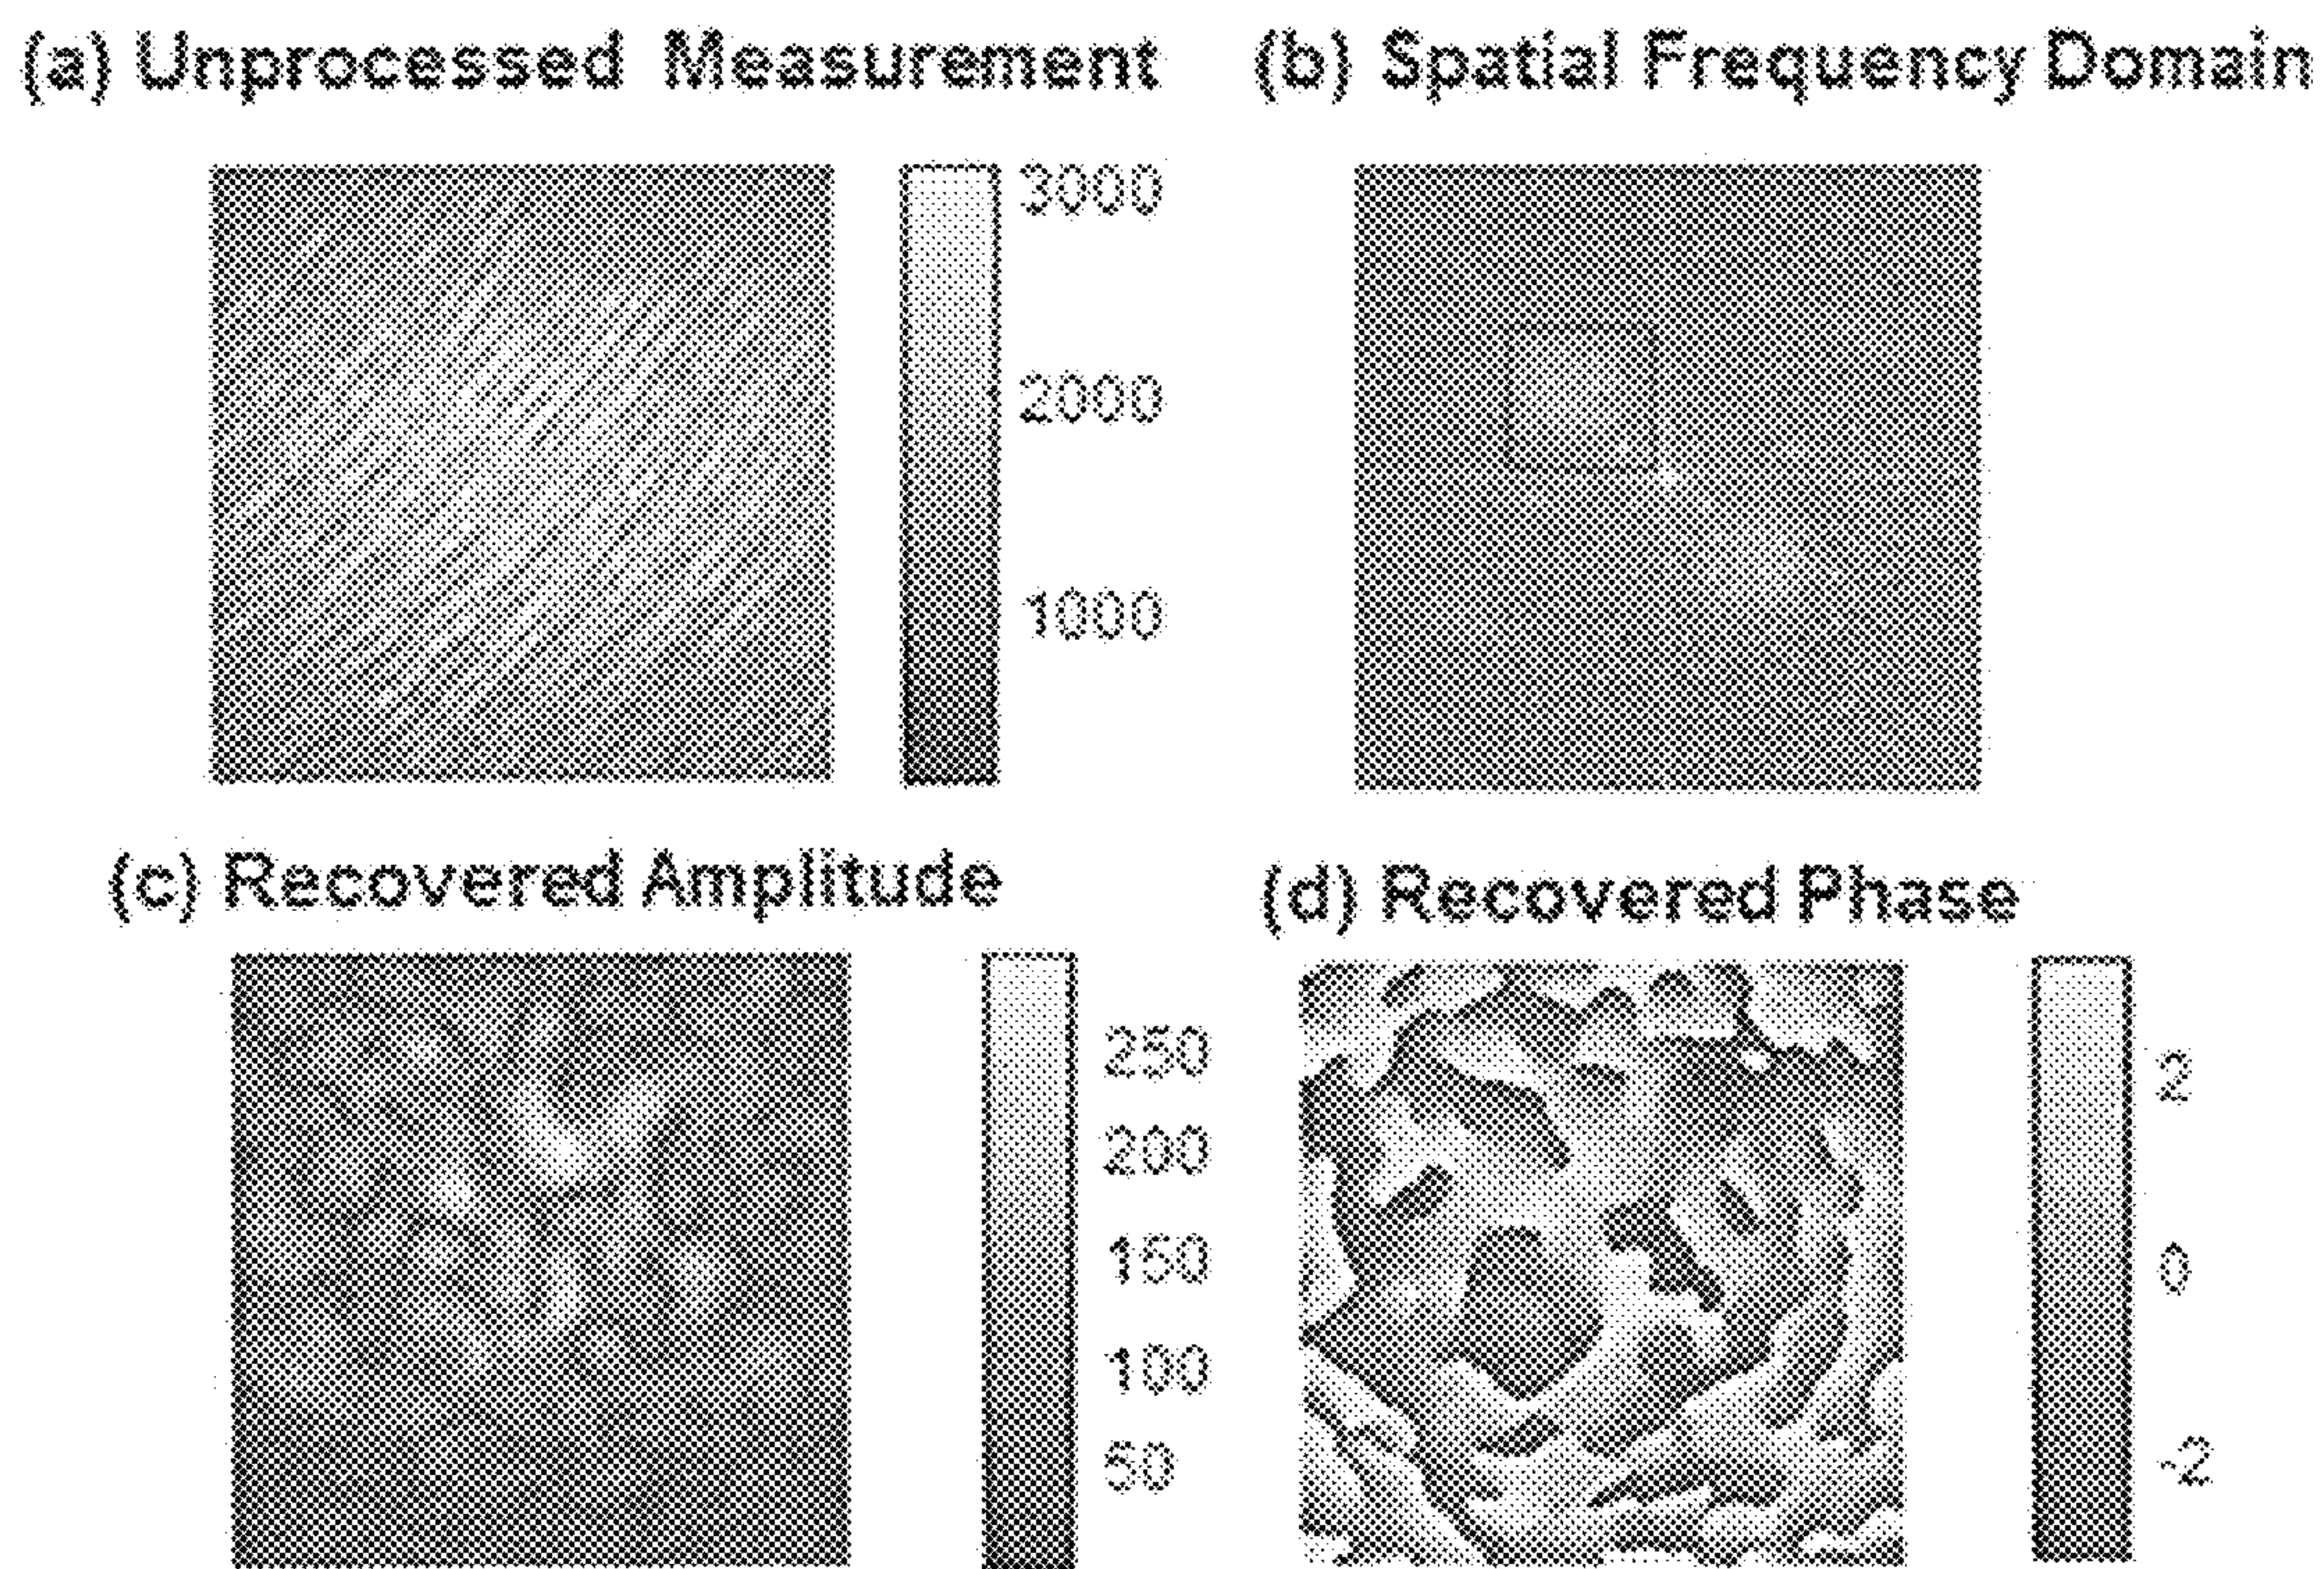 (a) Unprocessed Measurement
(b) Spatial Frequency Domain
3000
2000
1000
(c) Recovered Amplitude
(d) Recovered Phase
250
200
150
100
50
2
0
-2